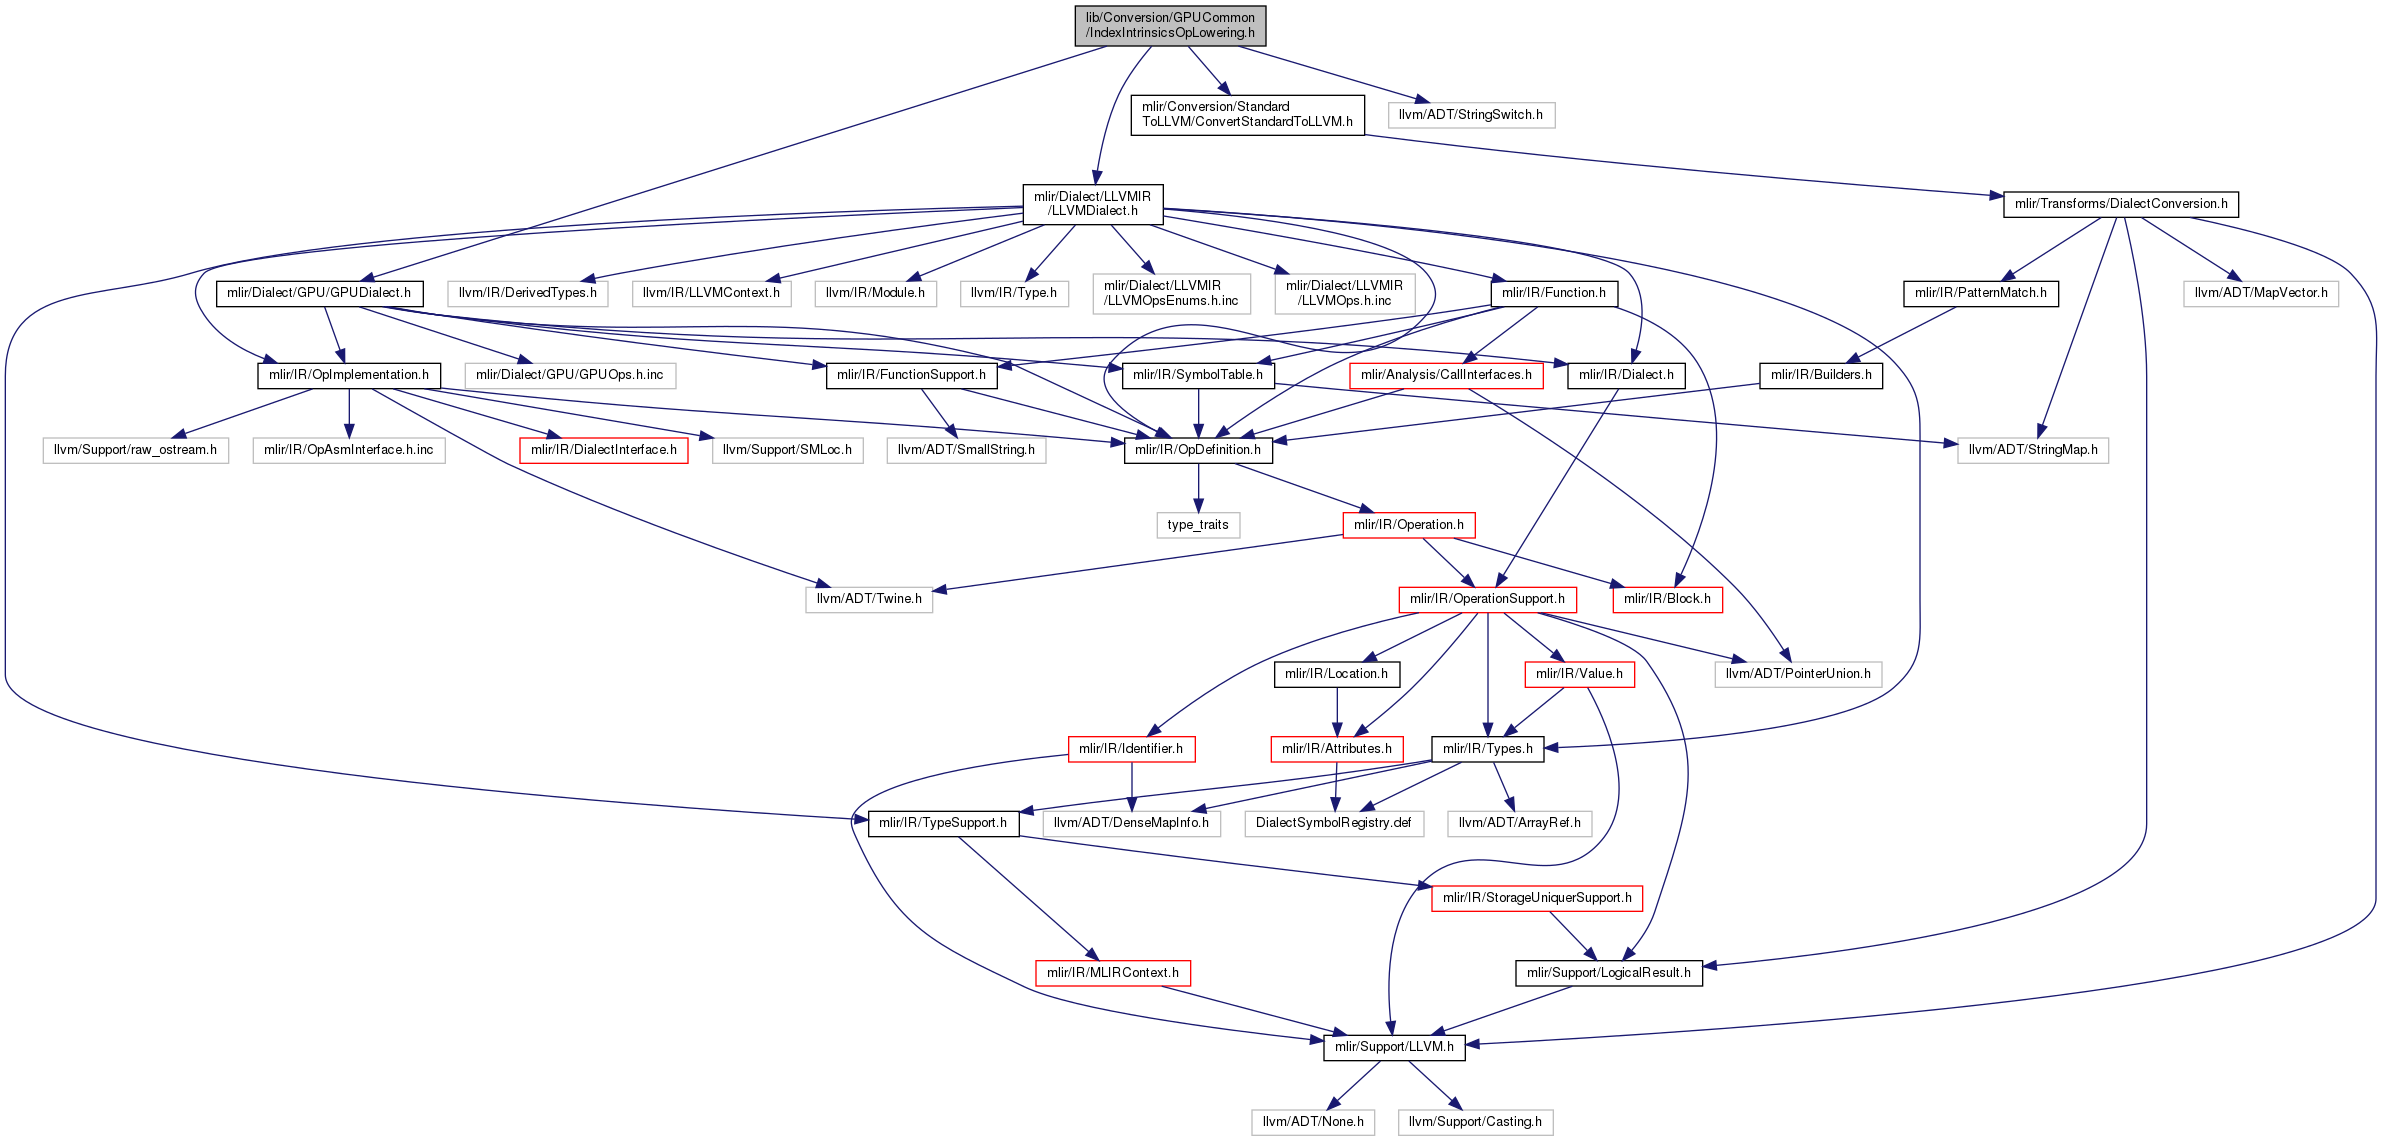 lib/Conversion/GPUCommon
/IndexIntrinsicsOpLowering.h
mlir/Conversion/Standard
ToLLVM/ConvertStandardToLLVM.h
llvm/ADT/StringSwitch.h
mlir/Dialect/LLVMIR
/LLVMDialect.h
mlir/Transforms/DialectConversion.h
mlir/Dialect/GPU/GPUDialect.h
llvm/IR/DerivedTypes.h
llvm/IR/LLVMContext.h
llvm/IR/Module.h
llvm/IR/Type.h
mlir/Dialect/LLVMIR
/LLVMOpsEnums.h.inc
mlir/Dialect/LLVMIR
/LLVMOps.h.inc
mlir/IR/Function.h
mlir/IR/PatternMatch.h
llvm/ADT/MapVector.h
mlir/IR/OpImplementation.h
mlir/Dialect/GPU/GPUOps.h.inc
mlir/IR/FunctionSupport.h
mlir/IR/SymbolTable.h
mlir/Analysis/CallInterfaces.h
mlir/IR/Dialect.h
mlir/IR/Builders.h
llvm/Support/raw_ostream.h
mlir/IR/OpAsmInterface.h.inc
mlir/IR/DialectInterface.h
llvm/Support/SMLoc.h
llvm/ADT/SmallString.h
mlir/IR/OpDefinition.h
llvm/ADT/StringMap.h
type_traits
mlir/IR/Operation.h
llvm/ADT/Twine.h
mlir/IR/OperationSupport.h
mlir/IR/Block.h
mlir/IR/Location.h
mlir/IR/Value.h
llvm/ADT/PointerUnion.h
mlir/IR/Identifier.h
mlir/IR/Attributes.h
mlir/IR/Types.h
mlir/IR/TypeSupport.h
llvm/ADT/DenseMapInfo.h
DialectSymbolRegistry.def
llvm/ADT/ArrayRef.h
mlir/IR/StorageUniquerSupport.h
mlir/IR/MLIRContext.h
mlir/Support/LogicalResult.h
mlir/Support/LLVM.h
llvm/ADT/None.h
llvm/Support/Casting.h